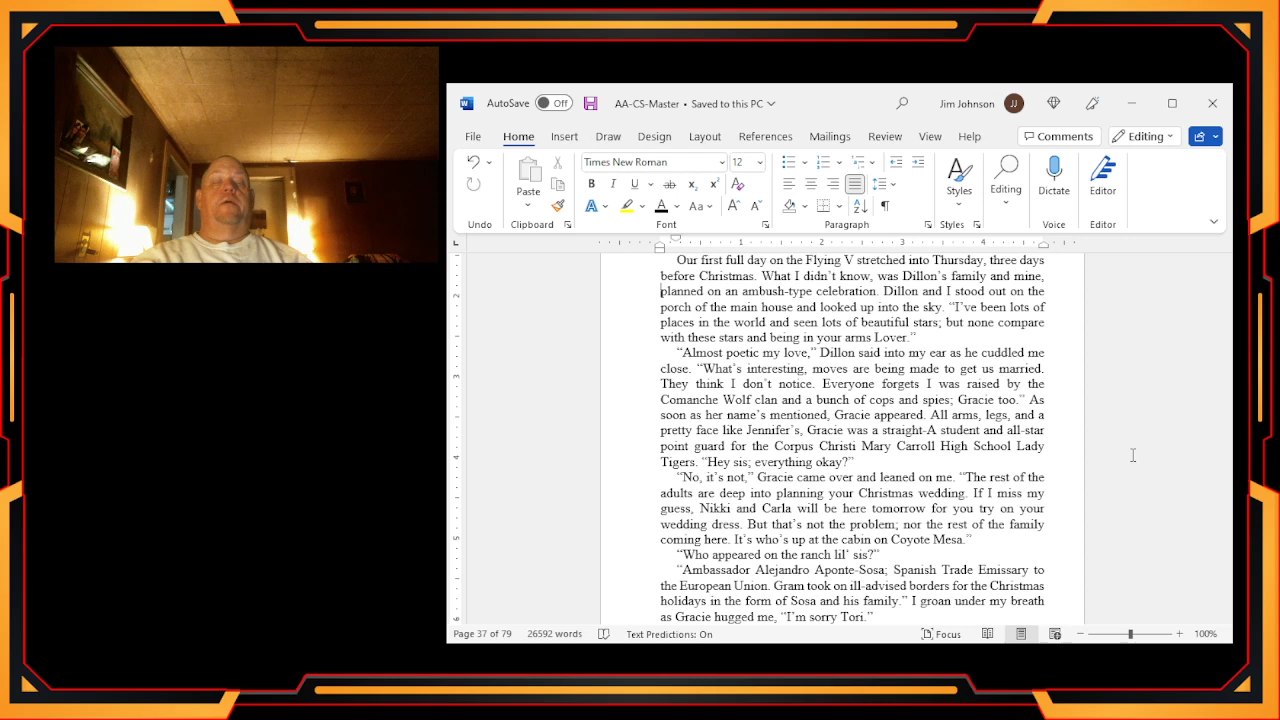 AutoSave Off AA-CS-Master • Saved to this PC Jim Johnson JJ
File Home Insert Draw Design Layout References Mailings Review View Help Comments Editing
Times New Roman 12
Paste Styles Editing Dictate Editor
B I U ab x₂ x² A
A A Aa A A
Undo Clipboard Font Paragraph Styles Voice Editor
1 2 3 4
Our first full day on the Flying V stretched into Thursday, three days
before Christmas. What I didn’t know, was Dillon’s family and mine,
planned on an ambush-type celebration. Dillon and I stood out on the
porch of the main house and looked up into the sky. “I’ve been lots of
places in the world and seen lots of beautiful stars; but none compare
with these stars and being in your arms Lover.”
“Almost poetic my love,” Dillon said into my ear as he cuddled me
close. “What’s interesting, moves are being made to get us married.
They think I don’t notice. Everyone forgets I was raised by the
Comanche Wolf clan and a bunch of cops and spies; Gracie too.” As
soon as her name’s mentioned, Gracie appeared. All arms, legs, and a
pretty face like Jennifer’s, Gracie was a straight-A student and all-star
point guard for the Corpus Christi Mary Carroll High School Lady
Tigers. “Hey sis; everything okay?”
“No, it’s not,” Gracie came over and leaned on me. “The rest of the
adults are deep into planning your Christmas wedding. If I miss my
guess, Nikki and Carla will be here tomorrow for you try on your
wedding dress. But that’s not the problem; nor the rest of the family
coming here. It’s who’s up at the cabin on Coyote Mesa.”
“Who appeared on the ranch lil’ sis?”
“Ambassador Alejandro Aponte-Sosa; Spanish Trade Emissary to
the European Union. Gram took on ill-advised borders for the Christmas
holidays in the form of Sosa and his family.” I groan under my breath
as Gracie hugged me, “I’m sorry Tori.”
2
3
4
5
6
Page 37 of 79 26592 words Text Predictions: On Focus 100%